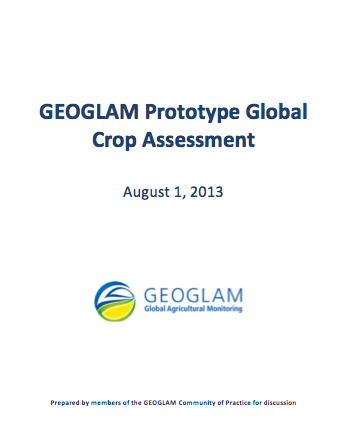 GEOGLAM Prototype Global
Crop Assessment
August 1, 2013
GEOGLAM
Global Agricultural Monitoring
Prepared by members of the GEOGLAM Community of Practice for discussion